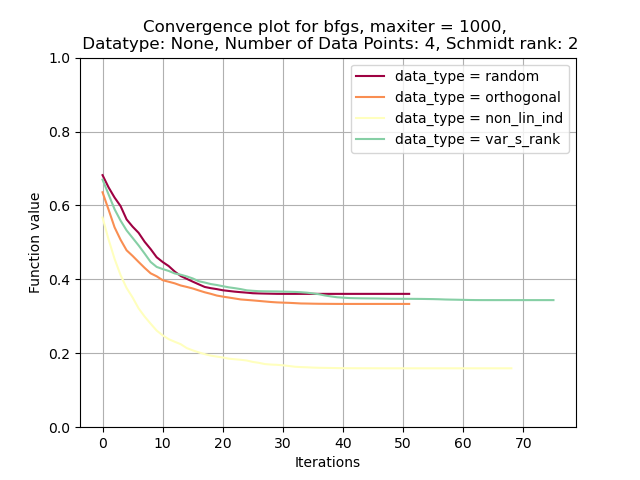 Convergence plot for bfgs, maxiter = 1000,
Datatype: None, Number of Data Points: 4, Schmidt rank: 2
data_type = random
data_type = orthogonal
data_type = non_lin_ind
data_type = var_s_rank
Function value
1.0
0.8
0.6
0.4
0.2
0.0
0 10 20 30 40 50 60 70
Iterations